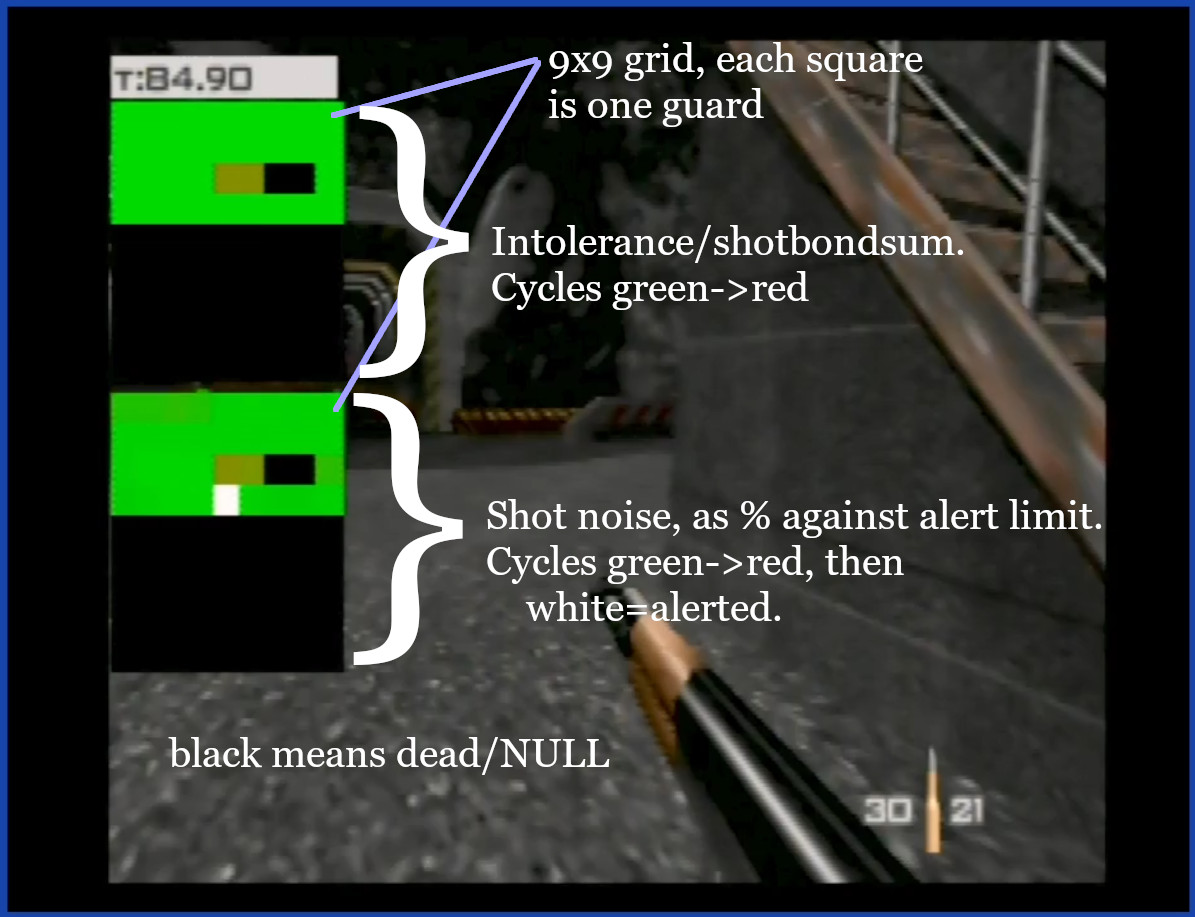 T:84.90
9x9 grid, each square
is one guard
Intolerance/shotbondsum.
Cycles green->red
Shot noise, as % against alert limit.
Cycles green->red, then
white=alerted.
black means dead/NULL
30 21